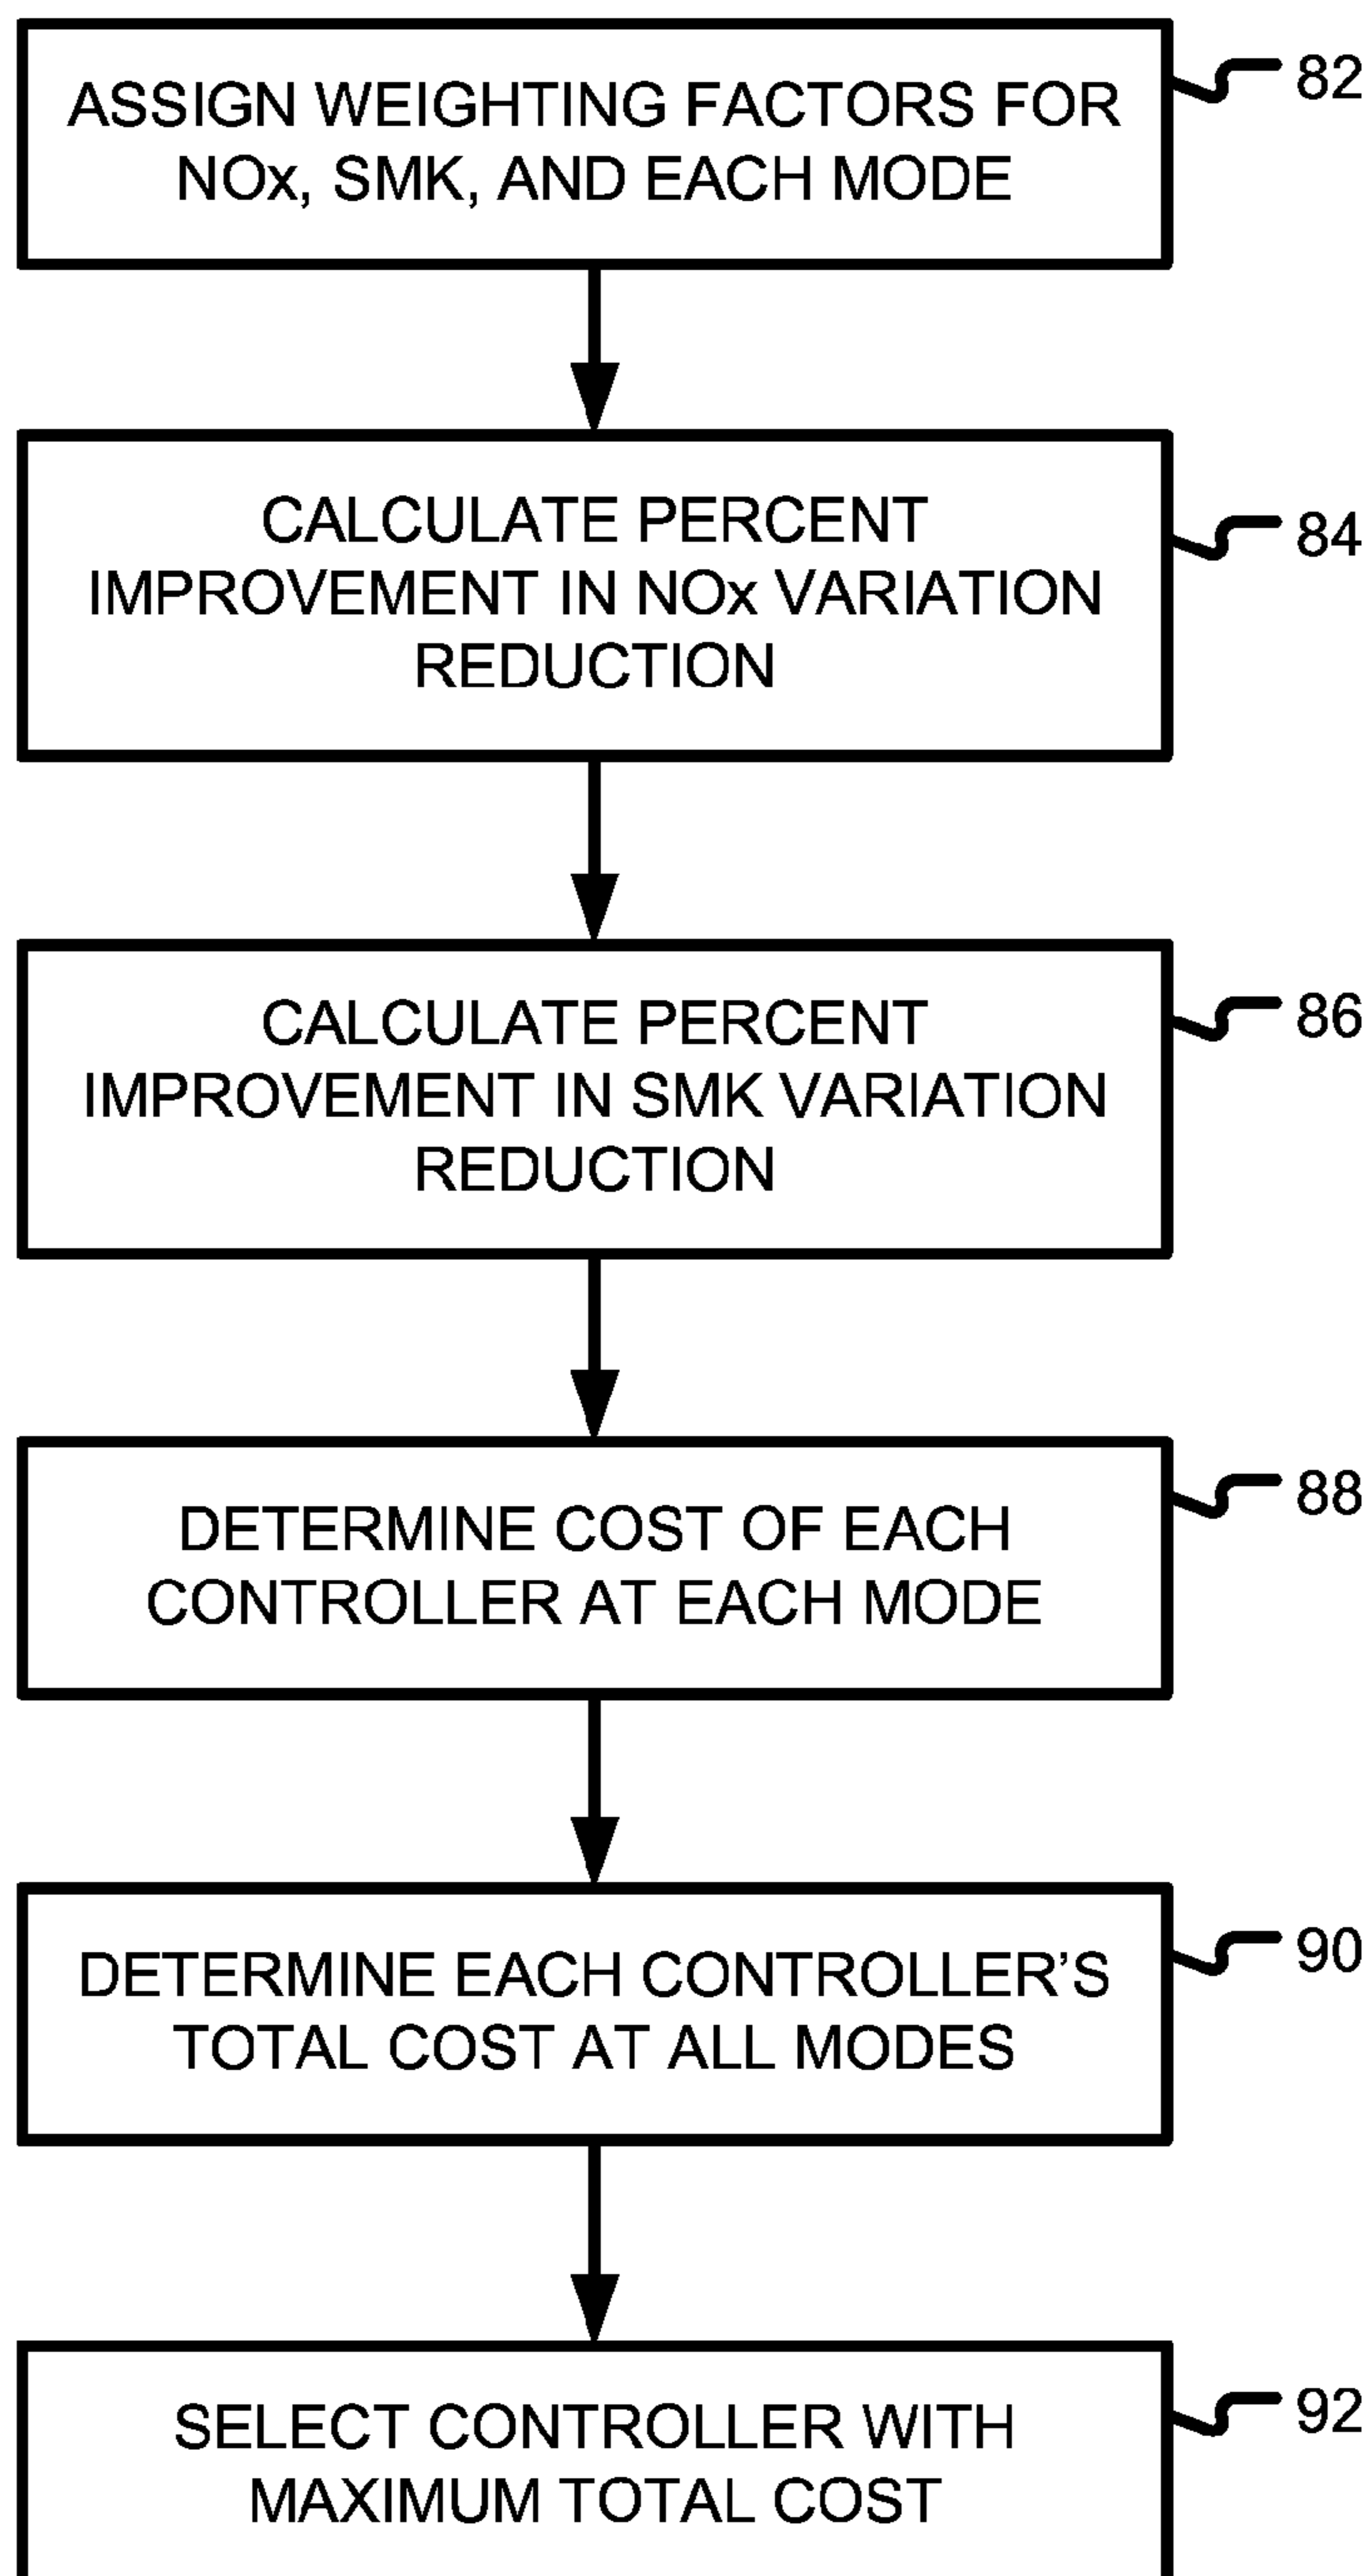 ASSIGN WEIGHTING FACTORS FOR
NOx, SMK, AND EACH MODE
82
CALCULATE PERCENT
IMPROVEMENT IN NOx VARIATION
REDUCTION
84
CALCULATE PERCENT
IMPROVEMENT IN SMK VARIATION
REDUCTION
86
DETERMINE COST OF EACH
CONTROLLER AT EACH MODE
88
DETERMINE EACH CONTROLLER’S
TOTAL COST AT ALL MODES
90
SELECT CONTROLLER WITH
MAXIMUM TOTAL COST
92